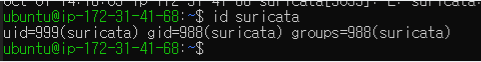 ubuntu@ip-172-31-41-68:~$ id suricata
uid=999(suricata) gid=988(suricata) groups=988(suricata)
ubuntu@ip-172-31-41-68:~$